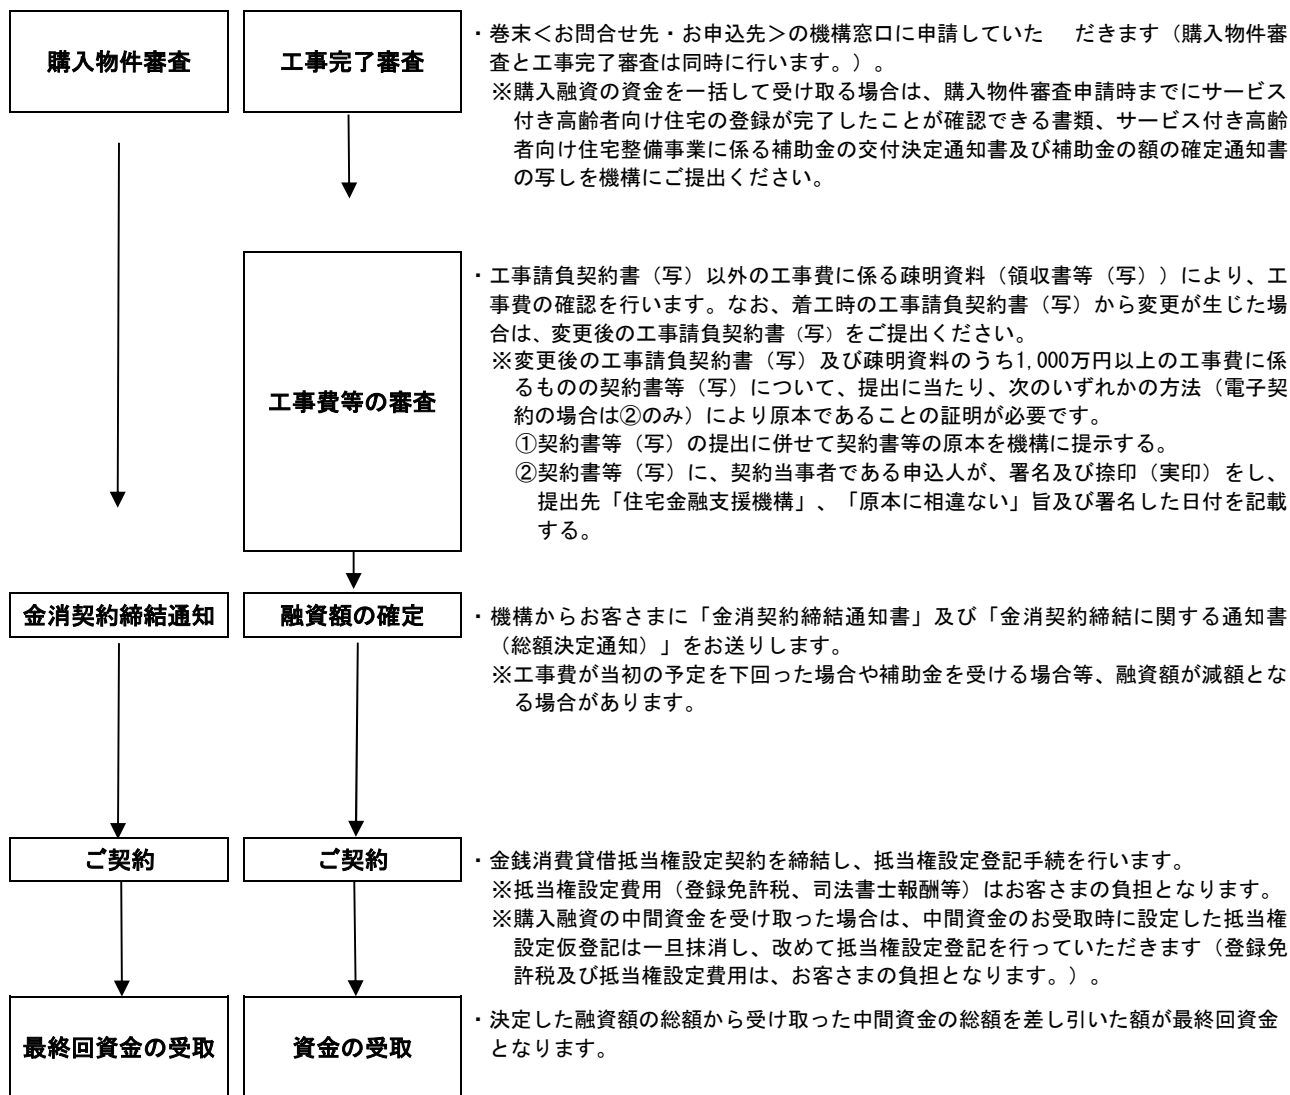 購入物件審査
工事完了審査
・巻末＜お問合せ先・お申込先＞の機構窓口に申請していた　だきます（購入物件審
査と工事完了審査は同時に行います。）。
※購入融資の資金を一括して受け取る場合は、購入物件審査申請時までにサービス
付き高齢者向け住宅の登録が完了したことが確認できる書類、サービス付き高齢
者向け住宅整備事業に係る補助金の交付決定通知書及び補助金の額の確定通知書
の写しを機構にご提出ください。
工事費等の審査
・工事請負契約書（写）以外の工事費に係る疎明資料（領収書等（写））により、工
事費の確認を行います。なお、着工時の工事請負契約書（写）から変更が生じた場
合は、変更後の工事請負契約書（写）をご提出ください。
※変更後の工事請負契約書（写）及び疎明資料のうち1,000万円以上の工事費に係
るものの契約書等（写）について、提出に当たり、次のいずれかの方法（電子契
約の場合は②のみ）により原本であることの証明が必要です。
①契約書等（写）の提出に併せて契約書等の原本を機構に提示する。
②契約書等（写）に、契約当事者である申込人が、署名及び捺印（実印）をし、
提出先「住宅金融支援機構」、「原本に相違ない」旨及び署名した日付を記載
する。
金消契約締結通知
融資額の確定
・機構からお客さまに「金消契約締結通知書」及び「金消契約締結に関する通知書
（総額決定通知）」をお送りします。
※工事費が当初の予定を下回った場合や補助金を受ける場合等、融資額が減額とな
る場合があります。
ご契約
ご契約
・金銭消費貸借抵当権設定契約を締結し、抵当権設定登記手続を行います。
※抵当権設定費用（登録免許税、司法書士報酬等）はお客さまの負担となります。
※購入融資の中間資金を受け取った場合は、中間資金のお受取時に設定した抵当権
設定仮登記は一旦抹消し、改めて抵当権設定登記を行っていただきます（登録免
許税及び抵当権設定費用は、お客さまの負担となります。）。
最終回資金の受取
資金の受取
・決定した融資額の総額から受け取った中間資金の総額を差し引いた額が最終回資金
となります。